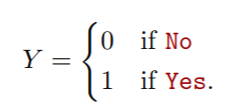 Y = { 0 if No
1 if Yes.